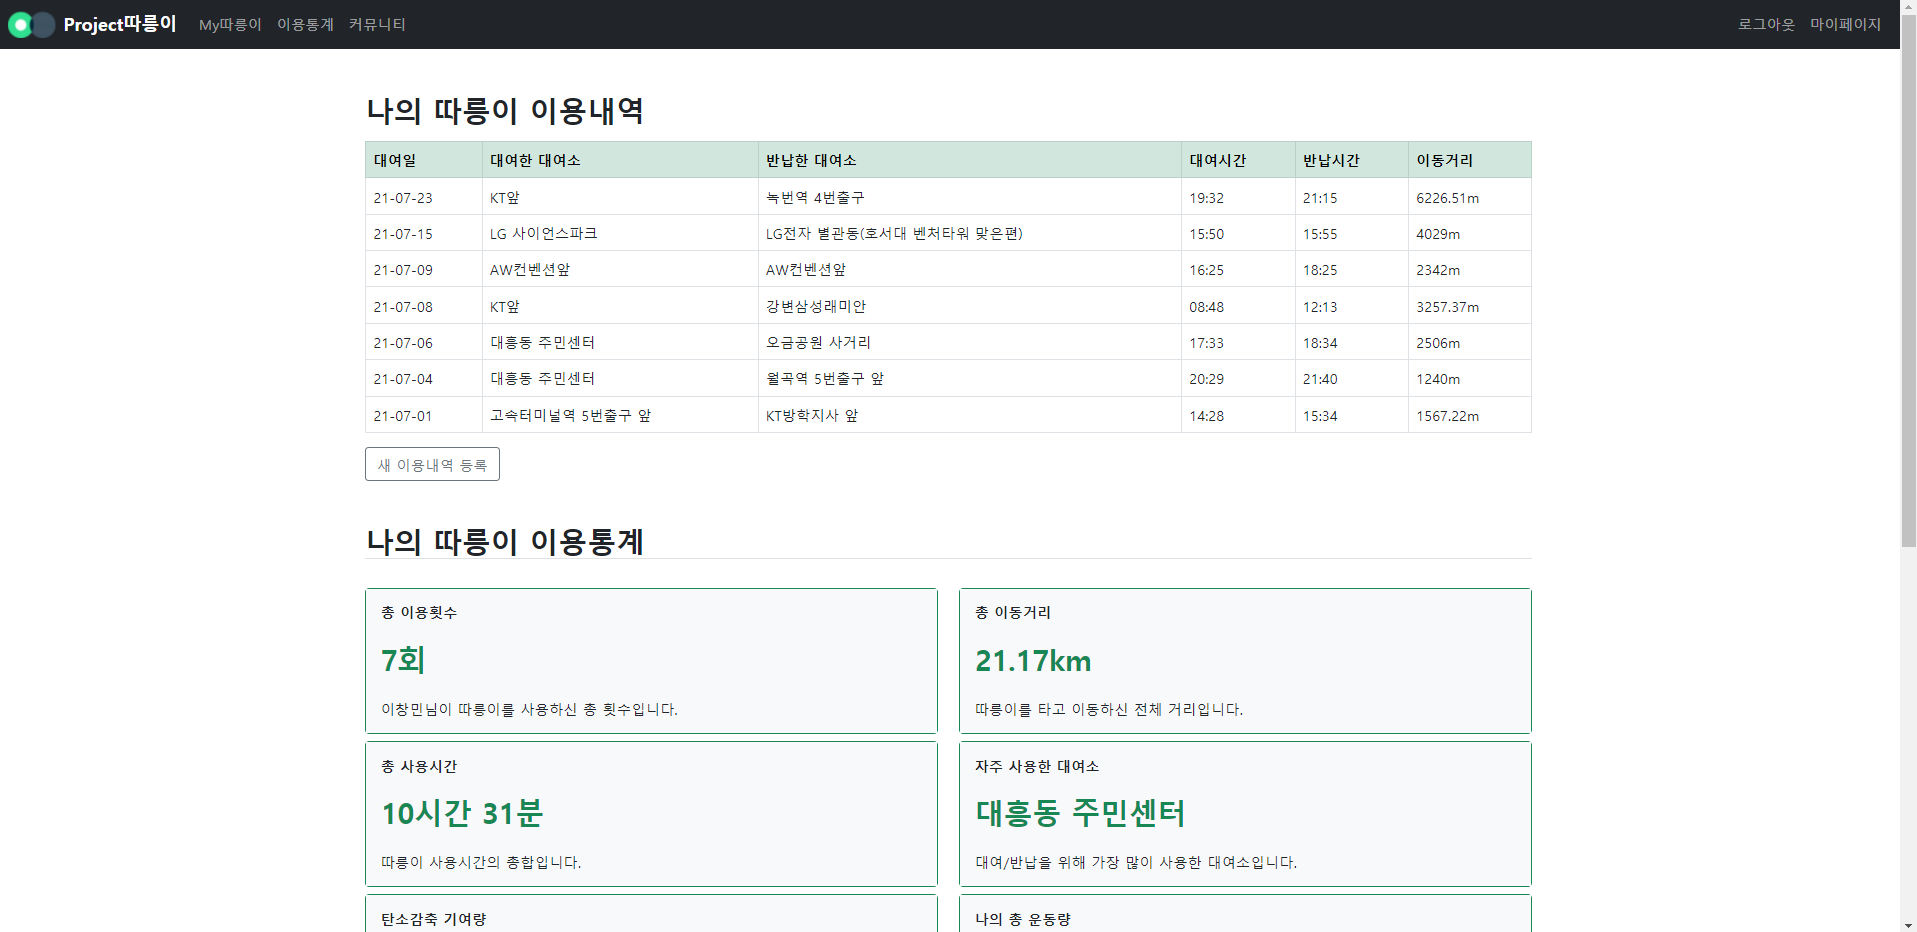 Project따릉이 My따릉이 이용통계 커뮤니티 로그아웃 마이페이지
나의 따릉이 이용내역
대여일 대여한 대여소 반납한 대여소 대여시간 반납시간 이동거리
21-07-23 KT앞 녹번역 4번출구 19:32 21:15 6226.51m
21-07-15 LG 사이언스파크 LG전자 별관동(호서대 벤처타워 맞은편) 15:50 15:55 4029m
21-07-09 AW컨벤션앞 AW컨벤션앞 16:25 18:25 2342m
21-07-08 KT앞 강변삼성래미안 08:48 12:13 3257.37m
21-07-06 대흥동 주민센터 오금공원 사거리 17:33 18:34 2506m
21-07-04 대흥동 주민센터 월곡역 5번출구 앞 20:29 21:40 1240m
21-07-01 고속터미널역 5번출구 앞 KT방학지사 앞 14:28 15:34 1567.22m
새 이용내역 등록
나의 따릉이 이용통계
총 이용횟수
7회
이창민님이 따릉이를 사용하신 총 횟수입니다.
총 이동거리
21.17km
따릉이를 타고 이동하신 전체 거리입니다.
총 사용시간
10시간 31분
따릉이 사용시간의 총합입니다.
자주 사용한 대여소
대흥동 주민센터
대여/반납을 위해 가장 많이 사용한 대여소입니다.
탄소감축 기여량
나의 총 운동량